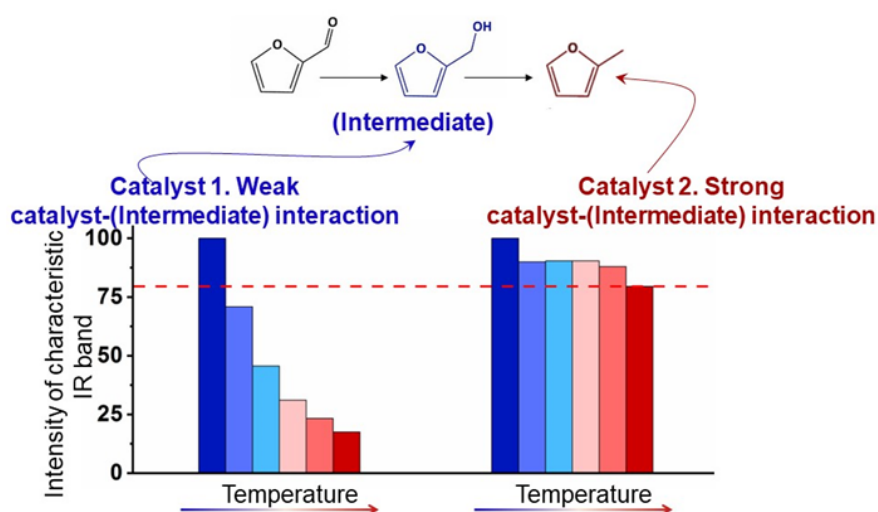 O
O
OH
O
O
(Intermediate)
Catalyst 1. Weak
catalyst-(Intermediate) interaction
Catalyst 2. Strong
catalyst-(Intermediate) interaction
Intensity of characteristic
IR band
100
75
50
25
0
Temperature
Temperature